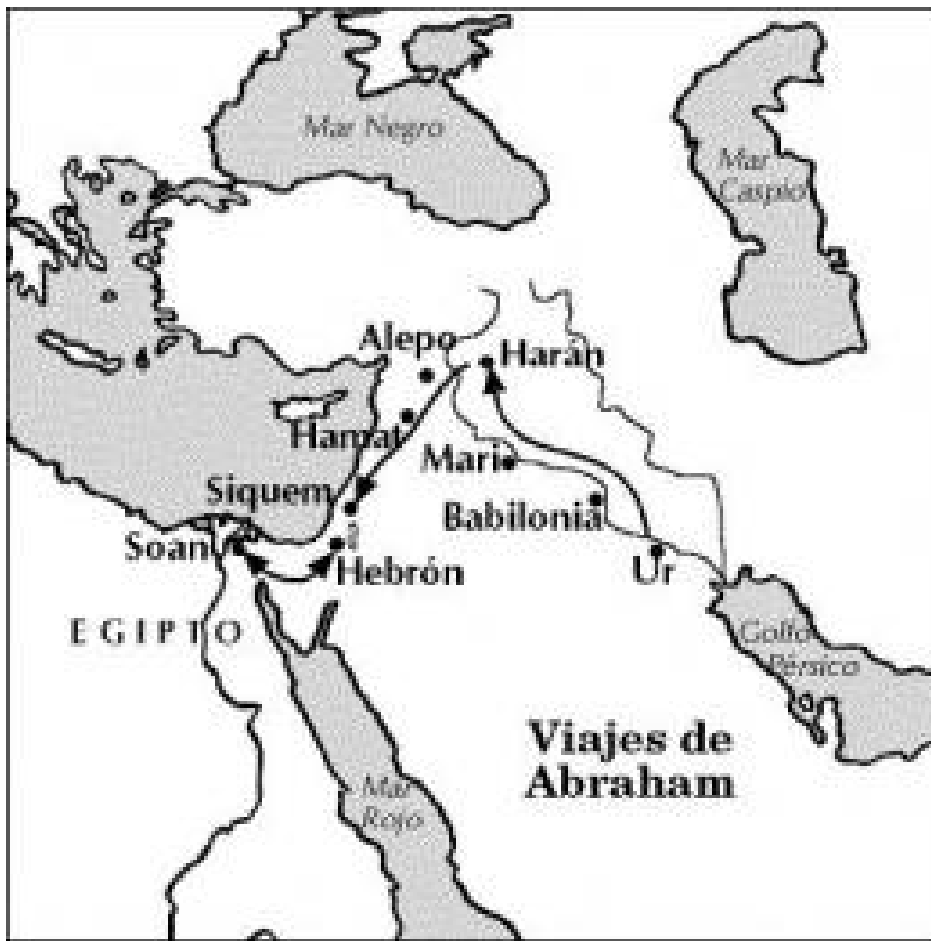 Mar Negro
Mar
Caspio
Alepo
Harán
Hamat
Mari
Siquem
Babilonia
Soan
Hebrón
Ur
EGIPTO
Golfo
Pérsico
Viajes de
Abraham
Mar
Rojo